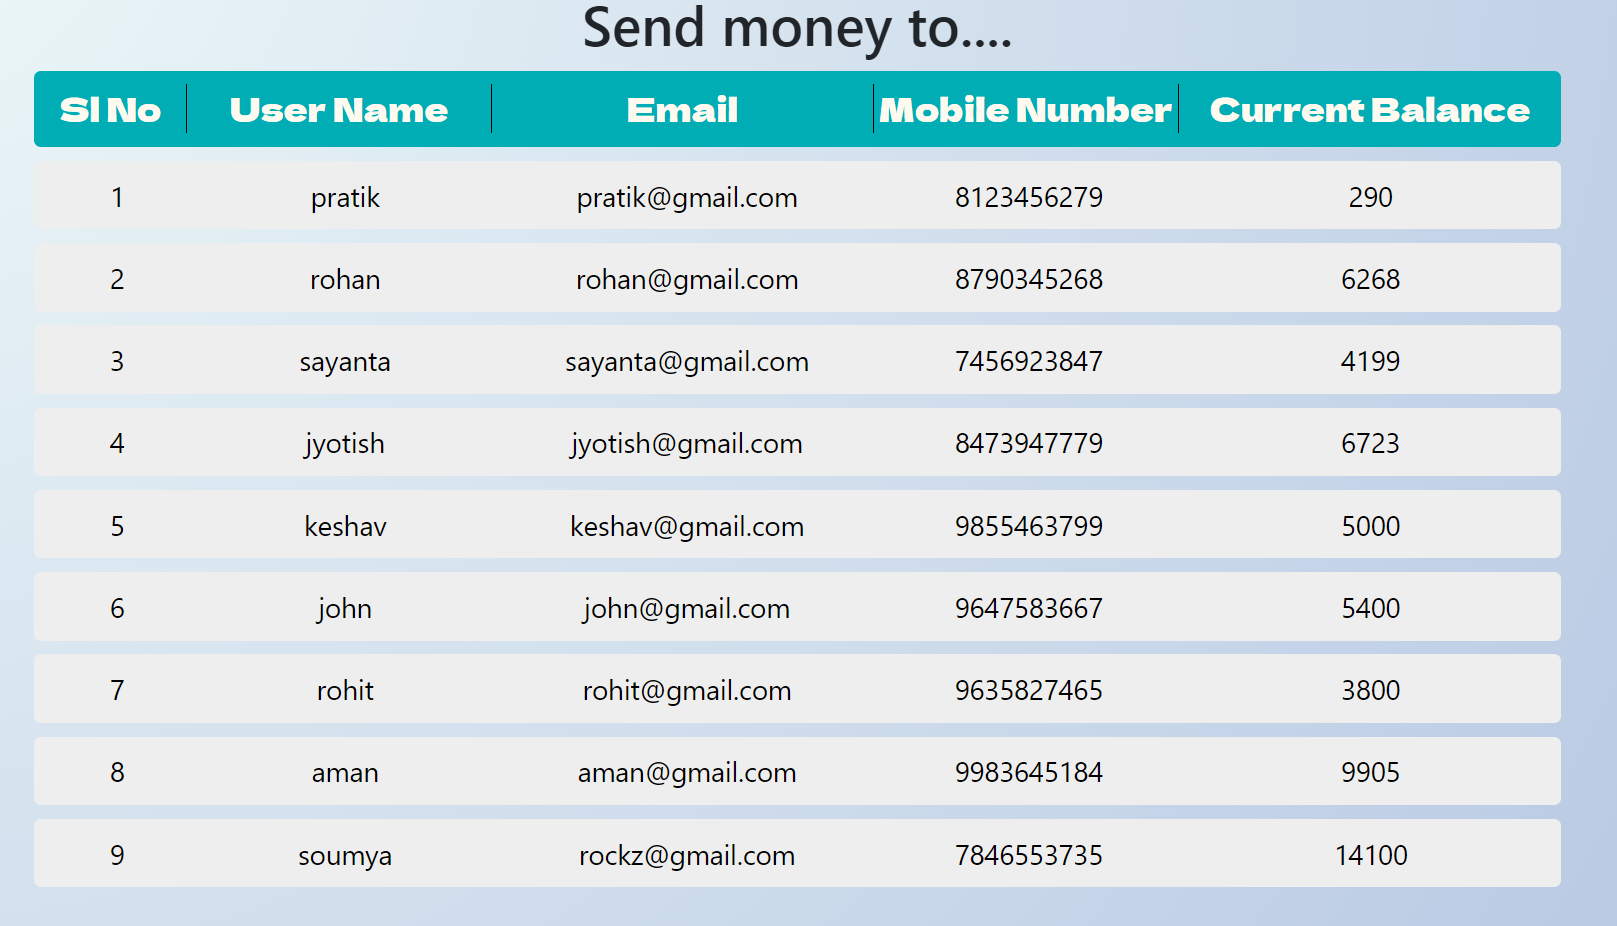 Send money to....
Sl No User Name Email Mobile Number Current Balance
1 pratik pratik@gmail.com 8123456279 290
2 rohan rohan@gmail.com 8790345268 6268
3 sayanta sayanta@gmail.com 7456923847 4199
4 jyotish jyotish@gmail.com 8473947779 6723
5 keshav keshav@gmail.com 9855463799 5000
6 john john@gmail.com 9647583667 5400
7 rohit rohit@gmail.com 9635827465 3800
8 aman aman@gmail.com 9983645184 9905
9 soumya rockz@gmail.com 7846553735 14100